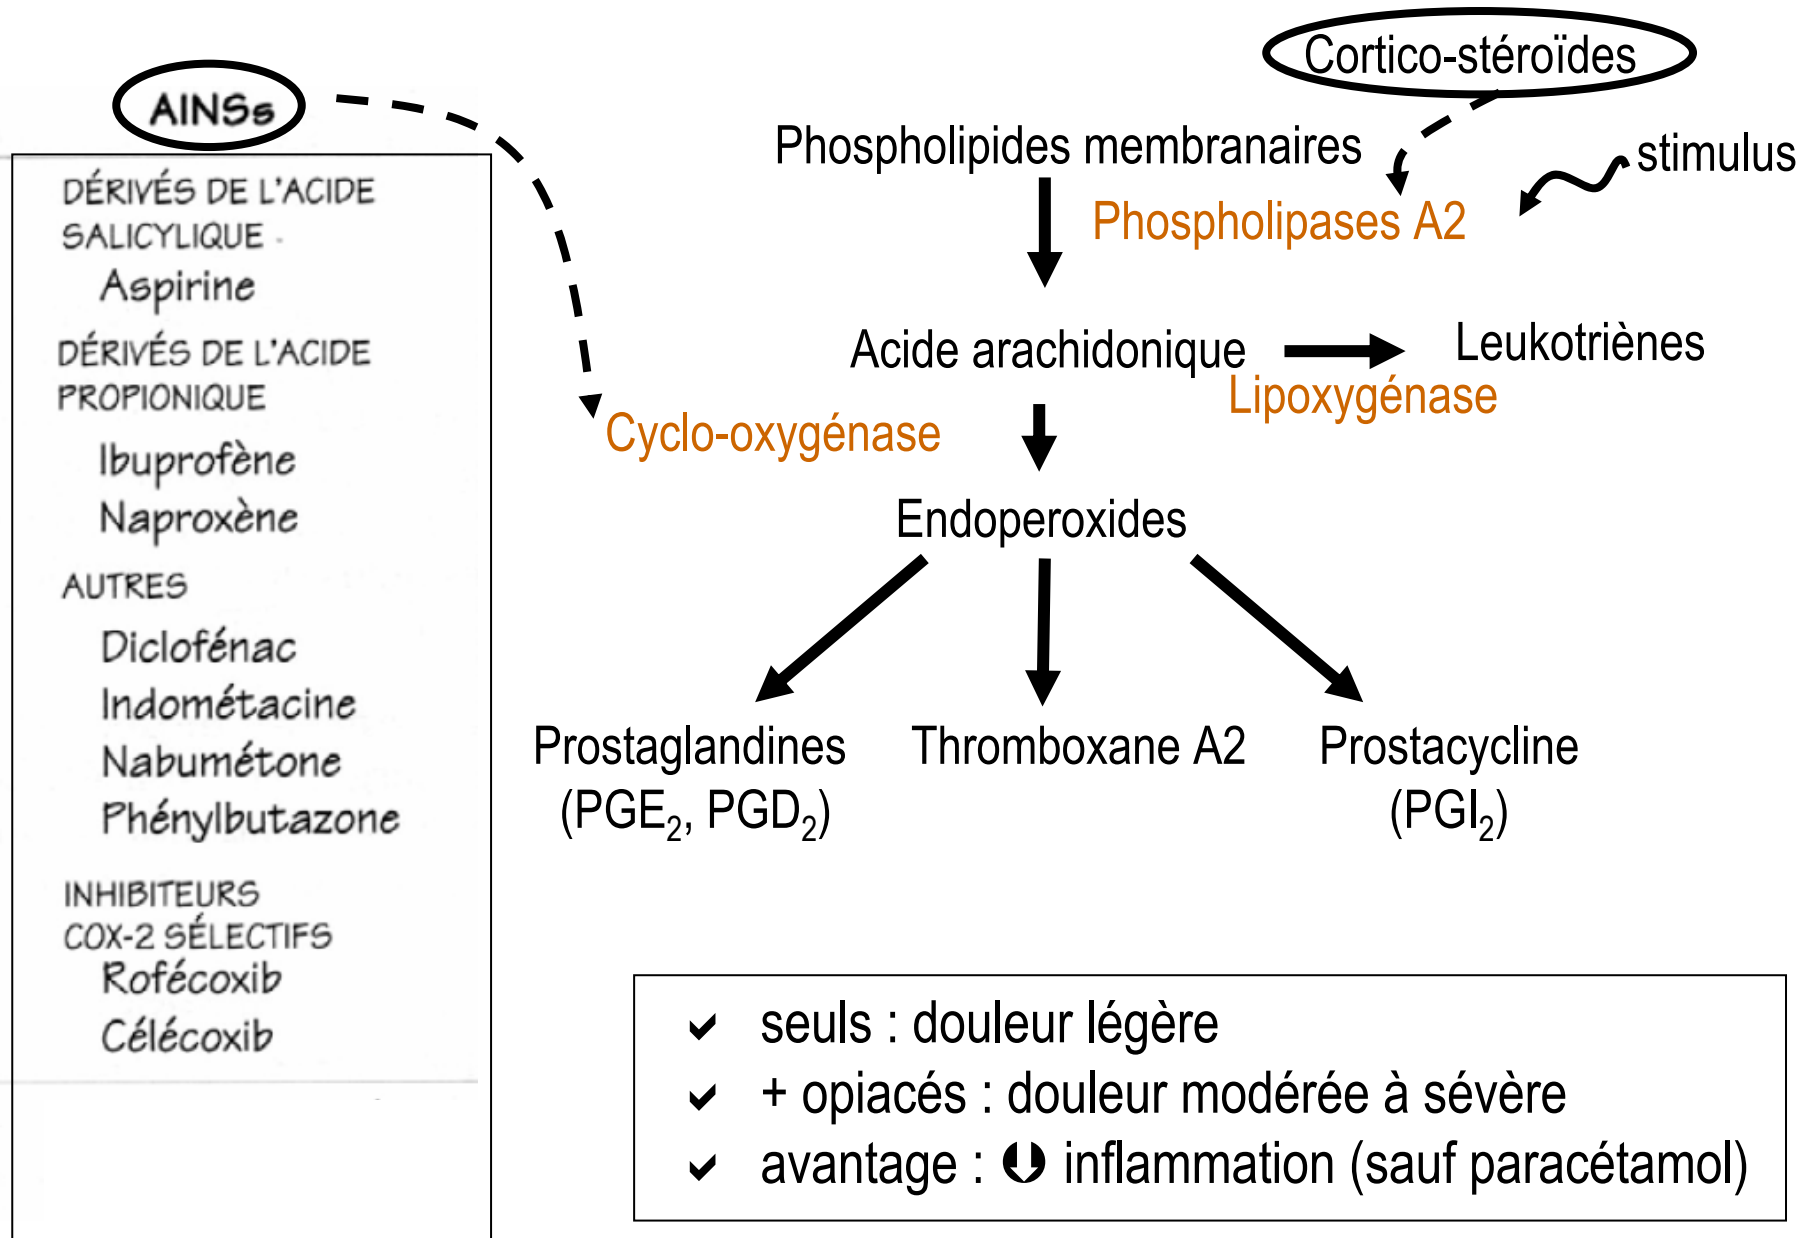 AINSs
DÉRIVÉS DE L'ACIDE
SALICYLIQUE
Aspirine
DÉRIVÉS DE L'ACIDE
PROPIONIQUE
Ibuprofène
Naproxène
AUTRES
Diclofénac
Indométacine
Nabumétone
Phénylbutazone
INHIBITEURS
COX-2 SÉLECTIFS
Rofécoxib
Célécoxib
Cortico-stéroïdes
Phospholipides membranaires
stimulus
Phospholipases A2
Acide arachidonique
Leukotriènes
Lipoxygénase
Cyclo-oxygénase
Endoperoxides
Prostaglandines
(PGE₂, PGD₂)
Thromboxane A2
Prostacycline
(PGI₂)
✔ seuls : douleur légère
✔ + opiacés : douleur modérée à sévère
✔ avantage : ⬇ inflammation (sauf paracétamol)